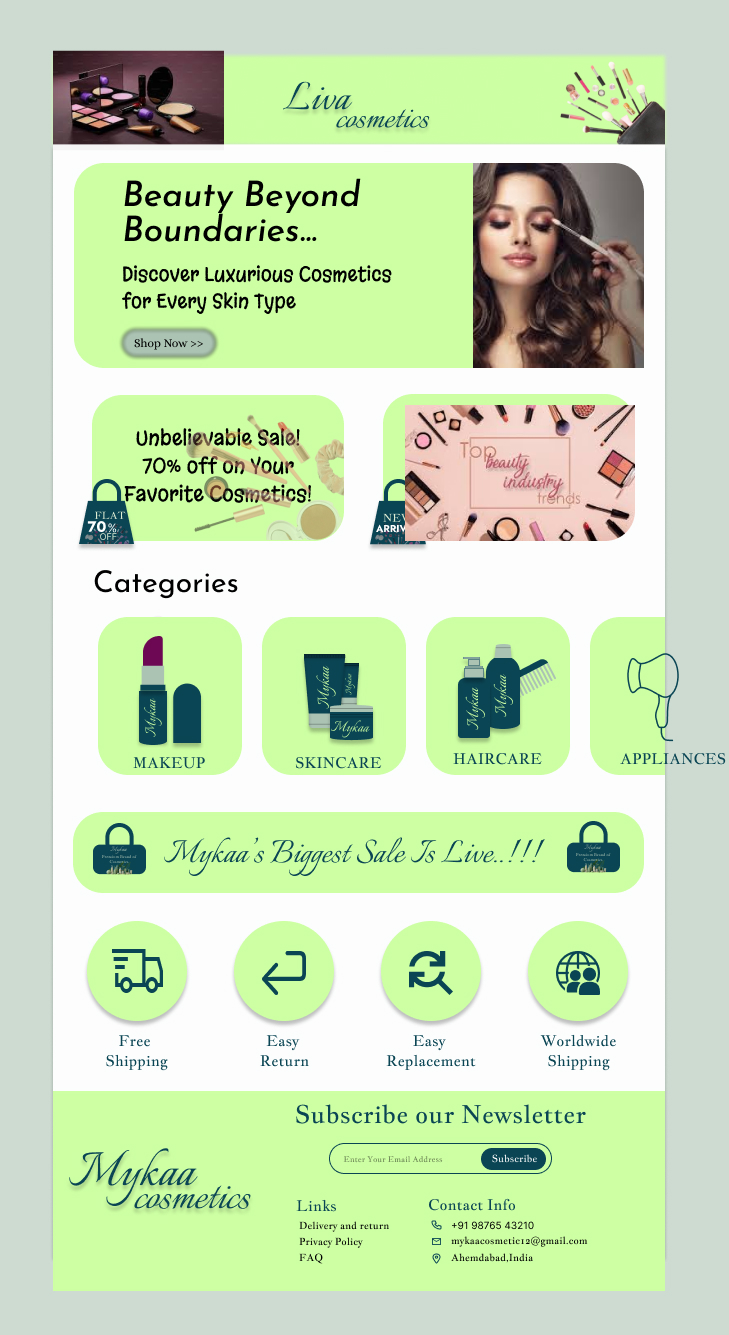 Liva
cosmetics
Beauty Beyond
Boundaries...
Discover Luxurious Cosmetics
for Every Skin Type
Shop Now >>
Unbelievable Sale!
70% off on Your
Favorite Cosmetics!
FLAT
70%
OFF
NEW
ARRIV
Top
beauty
industry
trends
Categories
Mykaa
MAKEUP
Mykaa
Mykaa
Mykaa
SKINCARE
Mykaa
Mykaa
HAIRCARE
APPLIANCES
Mykaa
Premium Brand of
Cosmetics
Mykaa's Biggest Sale Is Live..!!!
Mykaa
Premium Brand of
Cosmetics
Free
Shipping
Easy
Return
Easy
Replacement
Worldwide
Shipping
Mykaa
cosmetics
Subscribe our Newsletter
Enter Your Email Address
Subscribe
Links
Delivery and return
Privacy Policy
FAQ
Contact Info
+91 98765 43210
mykaacosmetic12@gmail.com
Ahemdabad,India